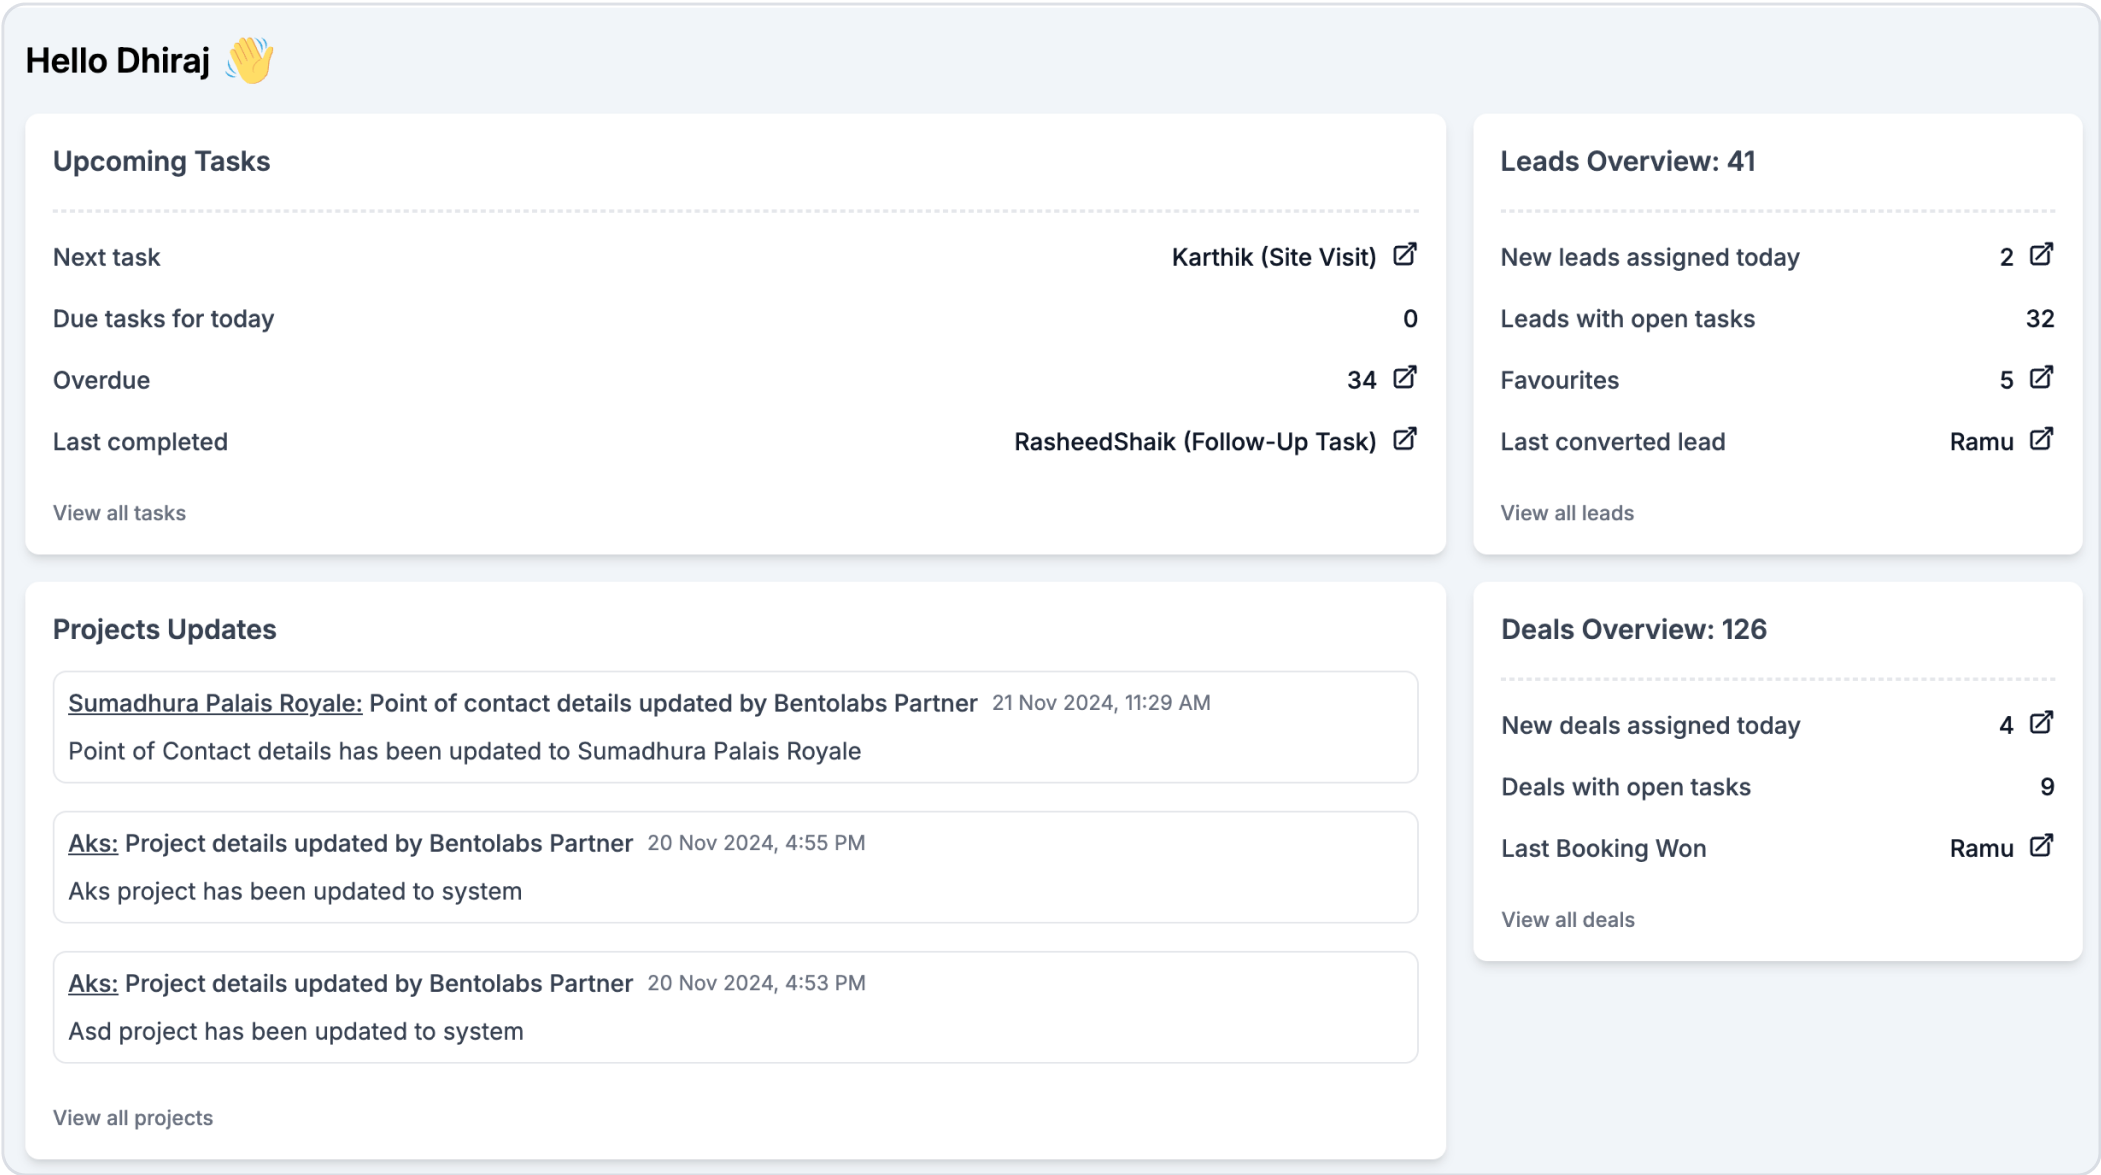 Hello Dhiraj 👋
Upcoming Tasks
Next task Karthik (Site Visit)
Due tasks for today 0
Overdue 34
Last completed RasheedShaik (Follow-Up Task)
View all tasks
Leads Overview: 41
New leads assigned today 2
Leads with open tasks 32
Favourites 5
Last converted lead Ramu
View all leads
Projects Updates
Sumadhura Palais Royale: Point of contact details updated by Bentolabs Partner 21 Nov 2024, 11:29 AM
Point of Contact details has been updated to Sumadhura Palais Royale
Aks: Project details updated by Bentolabs Partner 20 Nov 2024, 4:55 PM
Aks project has been updated to system
Aks: Project details updated by Bentolabs Partner 20 Nov 2024, 4:53 PM
Asd project has been updated to system
View all projects
Deals Overview: 126
New deals assigned today 4
Deals with open tasks 9
Last Booking Won Ramu
View all deals